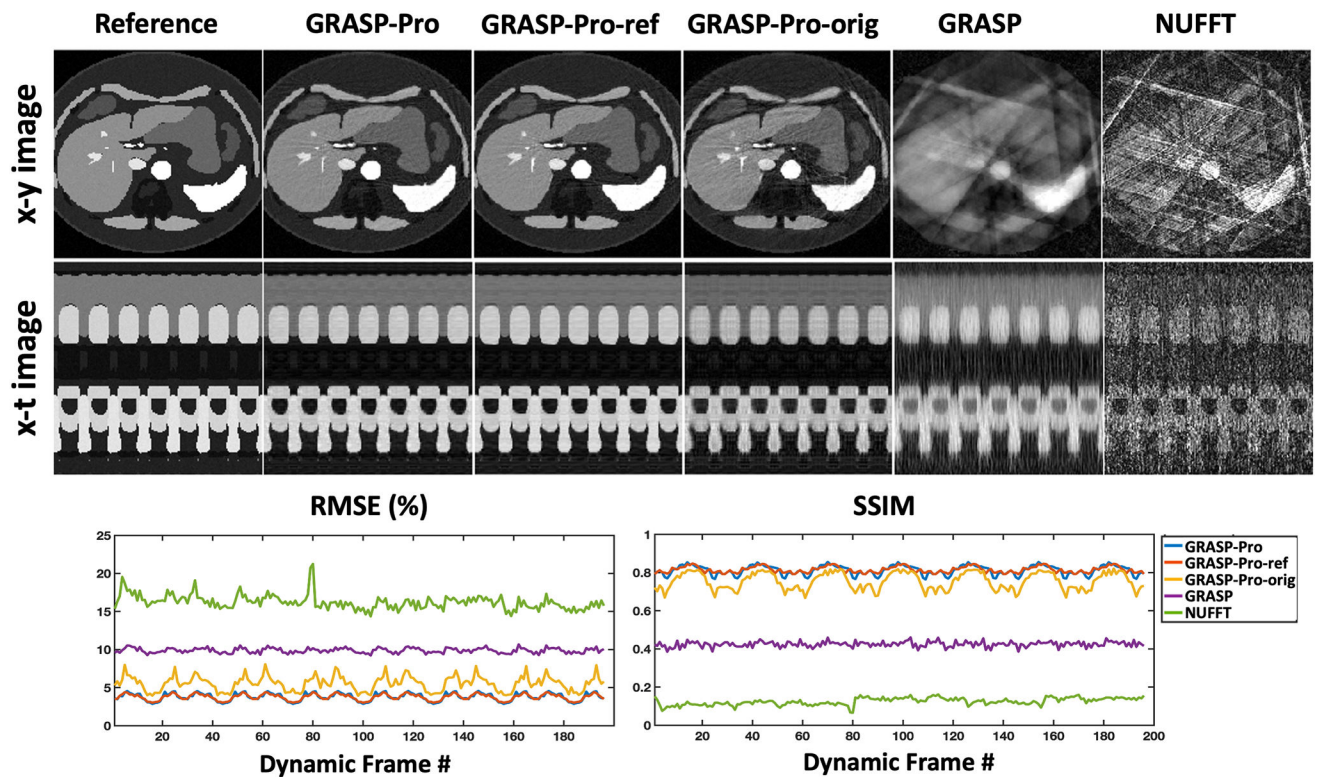 Reference GRASP-Pro GRASP-Pro-ref GRASP-Pro-orig GRASP NUFFT
x-y image
x-t image
RMSE (%)
25
20
15
10
5
0
20 40 60 80 100 120 140 160 180
Dynamic Frame #
SSIM
1
0.8
0.6
0.4
0.2
0
20 40 60 80 100 120 140 160 180 200
Dynamic Frame #
GRASP-Pro
GRASP-Pro-ref
GRASP-Pro-orig
GRASP
NUFFT